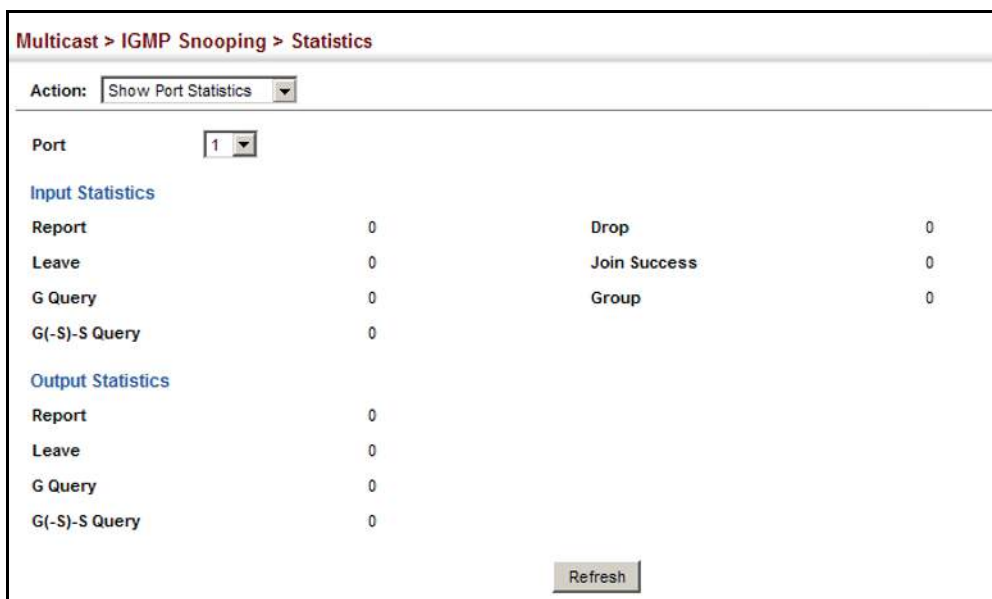 Multicast > IGMP Snooping > Statistics
Action: Show Port Statistics
Port 1
Input Statistics
Report 0 Drop 0
Leave 0 Join Success 0
G Query 0 Group 0
G(-S)-S Query 0
Output Statistics
Report 0
Leave 0
G Query 0
G(-S)-S Query 0
Refresh